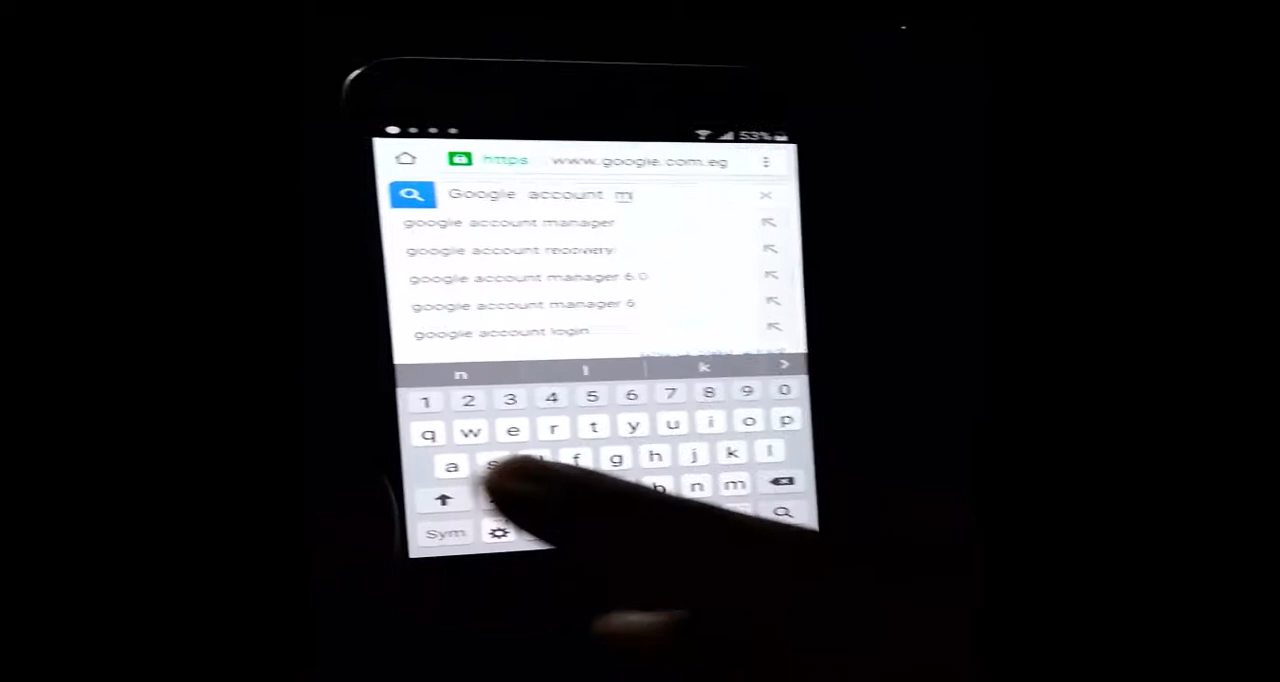 53%
https www.google.com.eg
Google account m
google account manager
google account recovery
google account manager 6.0
google account manager 6
google account login
n l k
1 2 3 4 5 6 7 8 9 0
q w e r t y u i o p
a s f g h j k l
b n m
Sym